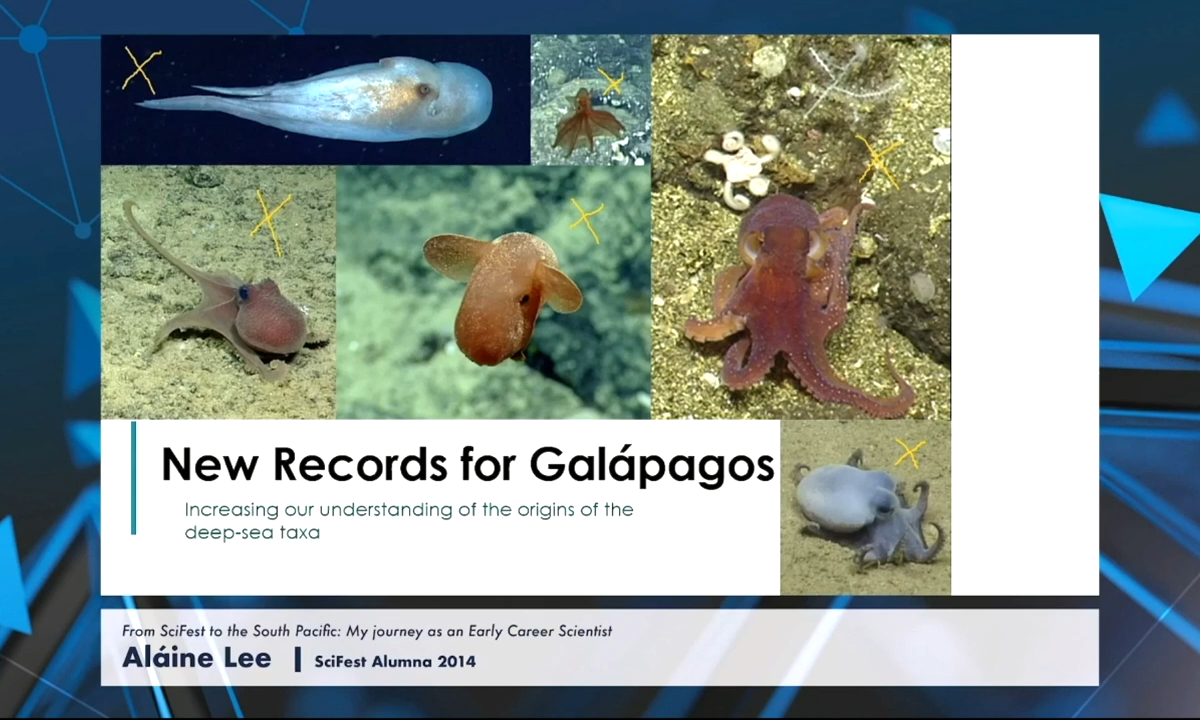 New Records for Galápagos
Increasing our understanding of the origins of the
deep-sea taxa
From SciFest to the South Pacific: My journey as an Early Career Scientist
Aláine Lee | SciFest Alumna 2014